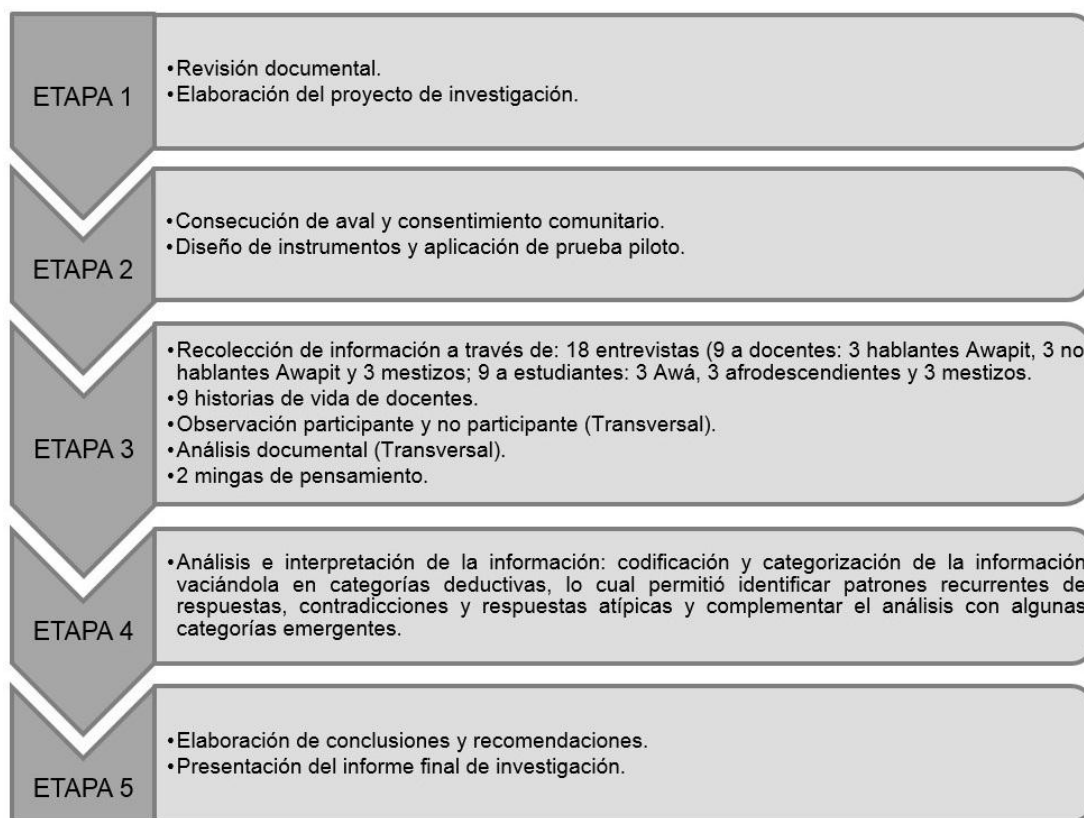 ETAPA 1
•Revisión documental.
•Elaboración del proyecto de investigación.
ETAPA 2
•Consecución de aval y consentimiento comunitario.
•Diseño de instrumentos y aplicación de prueba piloto.
ETAPA 3
•Recolección de información a través de: 18 entrevistas (9 a docentes: 3 hablantes Awapit, 3 no
hablantes Awapit y 3 mestizos; 9 a estudiantes: 3 Awá, 3 afrodescendientes y 3 mestizos.
•9 historias de vida de docentes.
•Observación participante y no participante (Transversal).
•Análisis documental (Transversal).
•2 mingas de pensamiento.
ETAPA 4
•Análisis e interpretación de la información: codificación y categorización de la información
vaciándola en categorías deductivas, lo cual permitió identificar patrones recurrentes de
respuestas, contradicciones y respuestas atípicas y complementar el análisis con algunas
categorías emergentes.
ETAPA 5
•Elaboración de conclusiones y recomendaciones.
•Presentación del informe final de investigación.